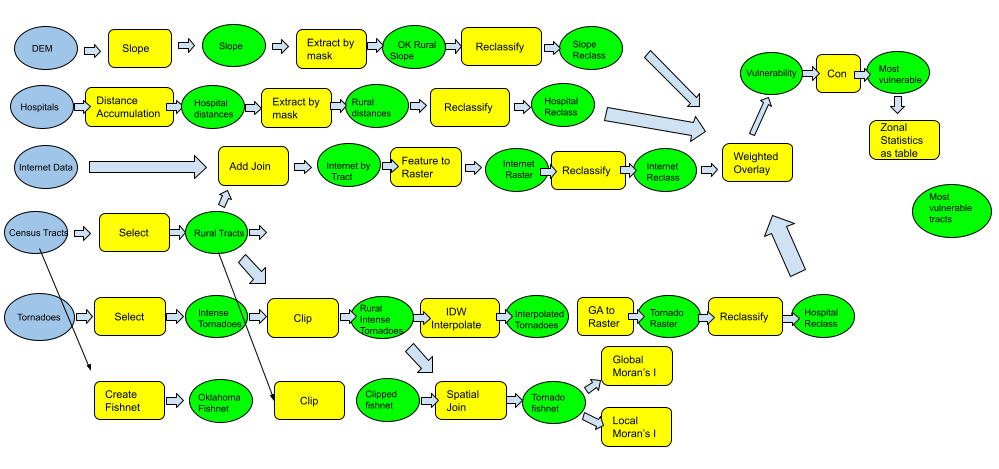 DEM
Slope
Slope
Extract by
mask
OK Rural
Slope
Reclassify
Slope
Reclass
Hospitals
Distance
Accumulation
Hospital
distances
Extract by
mask
Rural
distances
Reclassify
Hospital
Reclass
Vulnerability
Con
Most
vulnerable
Zonal
Statistics
as table
Internet Data
Add Join
Internet by
Tract
Feature to
Raster
Internet
Raster
Reclassify
Internet
Reclass
Weighted
Overlay
Most
vulnerable
tracts
Census Tracts
Select
Rural Tracts
Tornadoes
Select
Intense
Tornadoes
Clip
Rural
Intense
Tornadoes
IDW
Interpolate
Interpolated
Tornadoes
GA to
Raster
Tornado
Raster
Reclassify
Hospital
Reclass
Create
Fishnet
Oklahoma
Fishnet
Clip
Clipped
fishnet
Spatial
Join
Tornado
fishnet
Global
Moran's I
Local
Moran's I